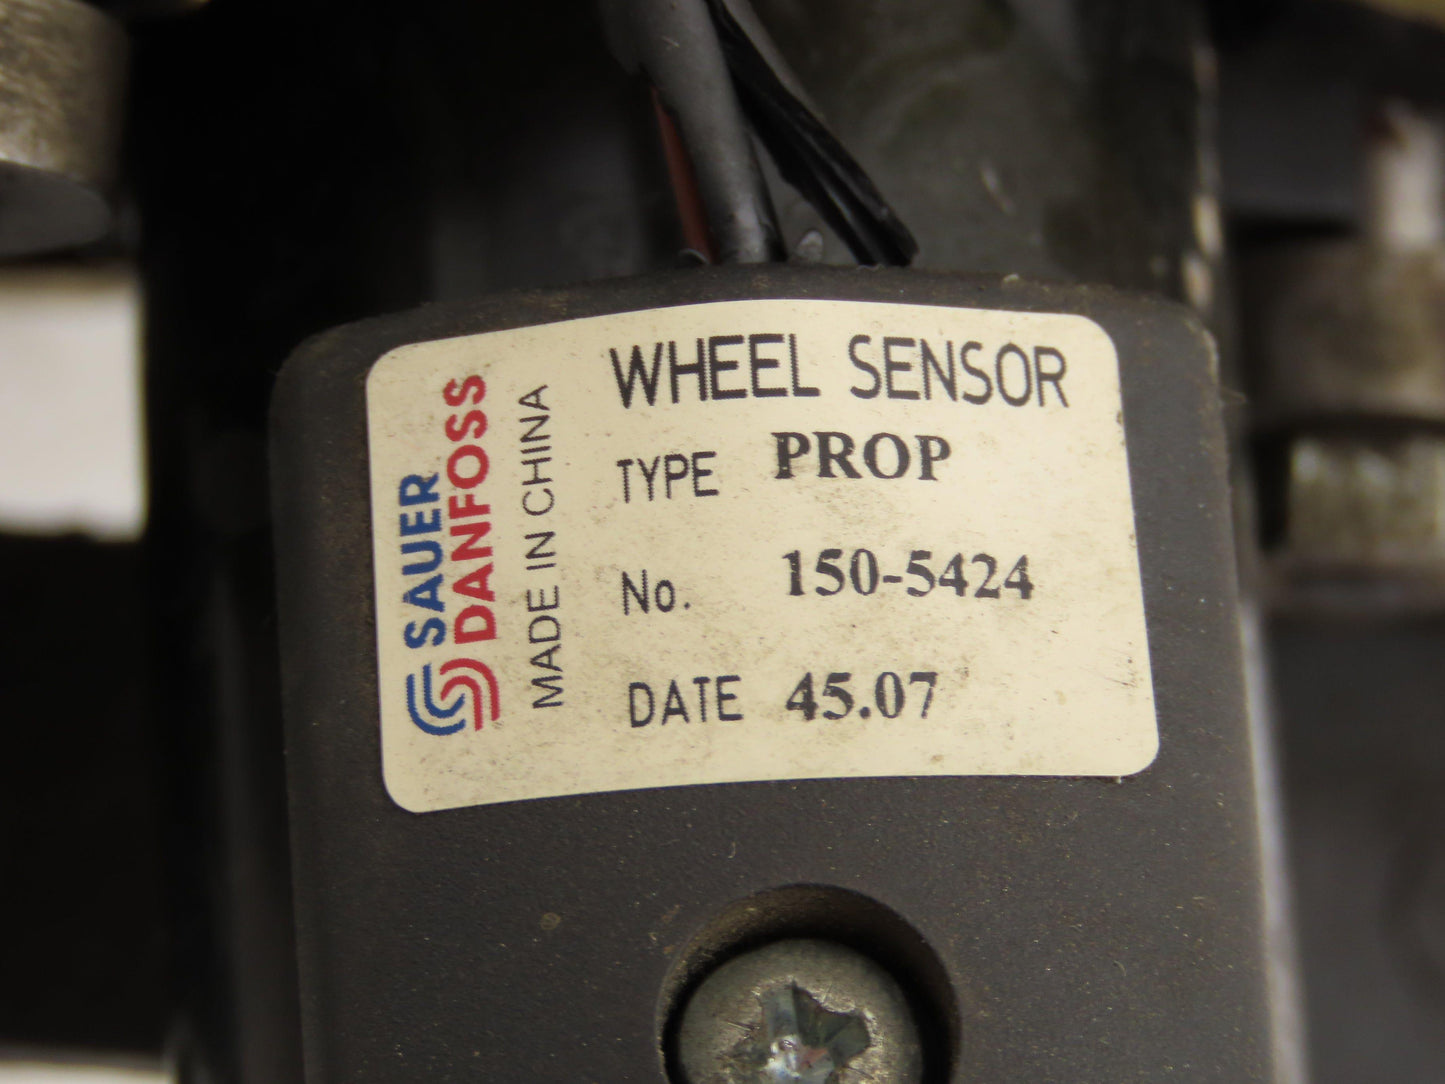 WHEEL SENSOR
TYPE PROP
No. 150-5424
DATE 45.07
SAUER
DANFOSS
MADE IN CHINA